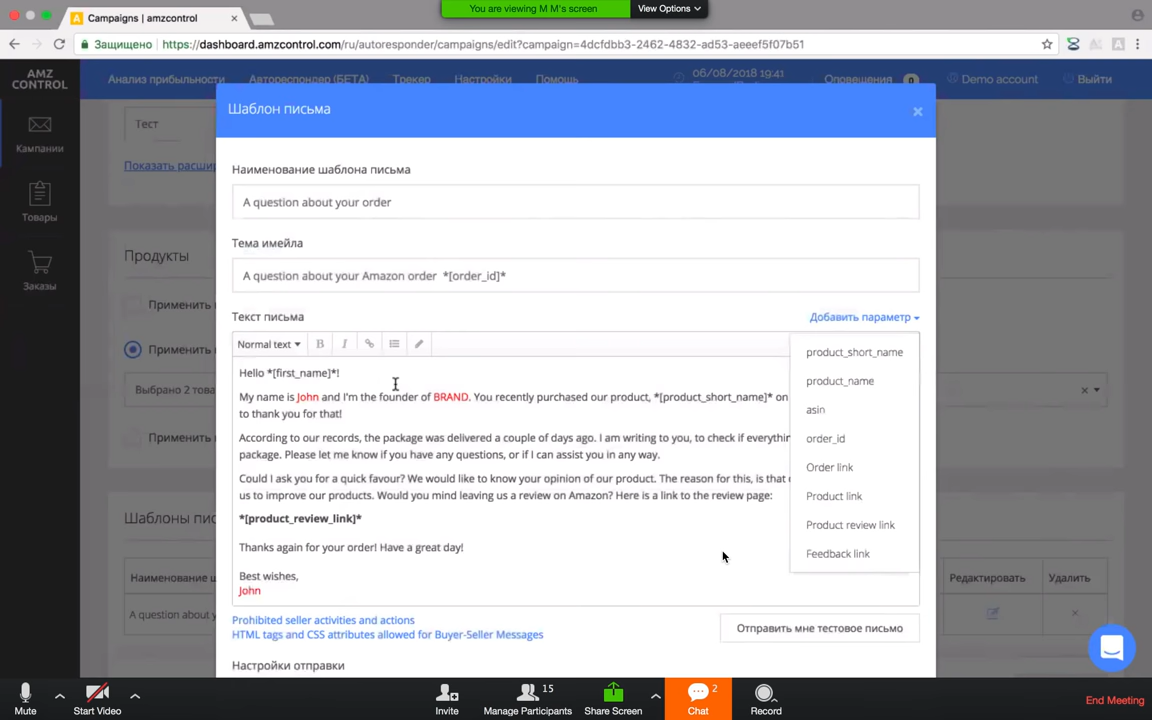 You are viewing M M's screen
View Options
Campaigns | amzcontrol
Защищено
https://dashboard.amzcontrol.com/ru/autoresponder/campaigns/edit?campaign=4dcfdbb3-2462-4832-ad53-aeeef5f07b51
AMZ
CONTROL
Анализ прибыльности
Автореспондер (БЕТА)
Трекер
Настройки
Помощь
06/08/2018 19:41
Оповещения
0
Demo account
Выйти
Кампании
Товары
Заказы
Тест
Показать расшир
Продукты
Применить
Применить
Выбрано 2 това
Применить
Шаблоны пис
Наименование шабло
A question about your
Редактировать
Удалить
Шаблон письма
Наименование шаблона письма
A question about your order
Тема имейла
A question about your Amazon order *[order_id]*
Текст письма
Добавить параметр
Normal text
B
I
Hello *[first_name]*!
My name is John and I'm the founder of BRAND. You recently purchased our product, *[product_short_name]* on
to thank you for that!
According to our records, the package was delivered a couple of days ago. I am writing to you, to check if everythin
package. Please let me know if you have any questions, or if I can assist you in any way.
Could I ask you for a quick favour? We would like to know your opinion of our product. The reason for this, is that
us to improve our products. Would you mind leaving us a review on Amazon? Here is a link to the review page:
*[product_review_link]*
Thanks again for your order! Have a great day!
Best wishes,
John
product_short_name
product_name
asin
order_id
Order link
Product link
Product review link
Feedback link
Prohibited seller activities and actions
HTML tags and CSS attributes allowed for Buyer-Seller Messages
Отправить мне тестовое письмо
Настройки отправки
Mute
Start Video
Invite
15
Manage Participants
Share Screen
2
Chat
Record
End Meeting